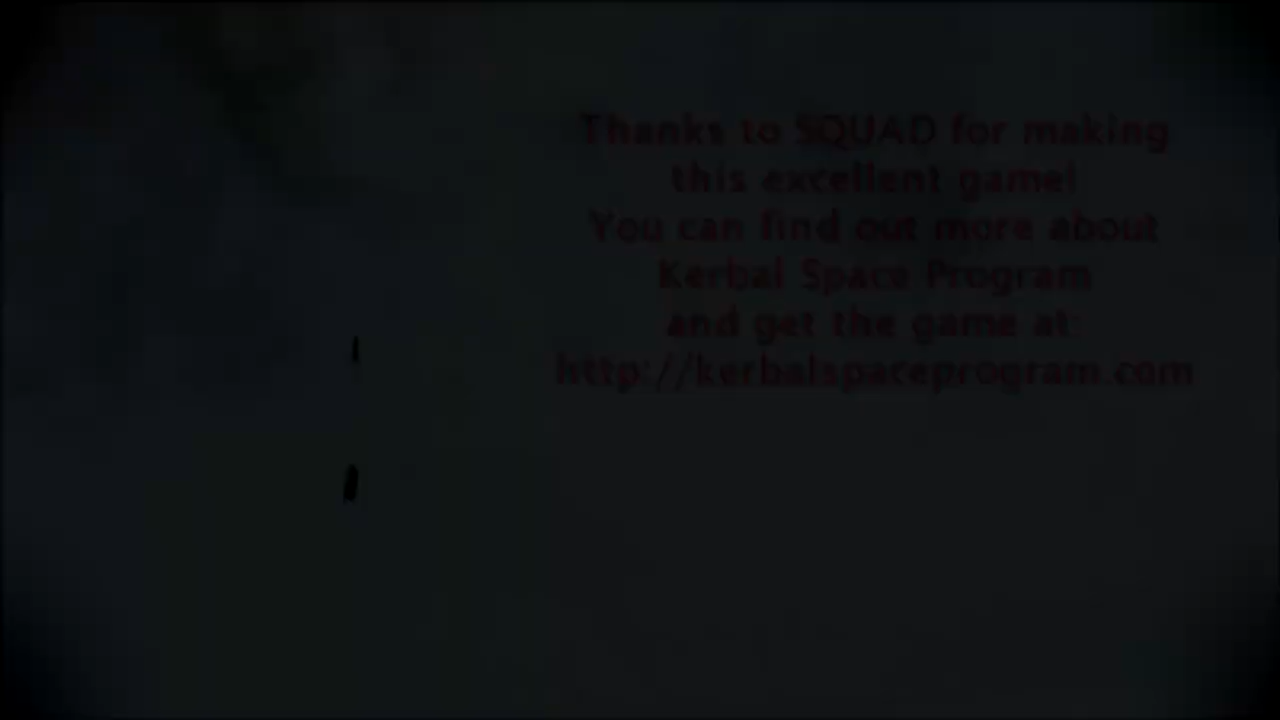 Thanks to SQUAD for making
this excellent game!
You can find out more about
Kerbal Space Program
and get the game at:
http://kerbalspaceprogram.com